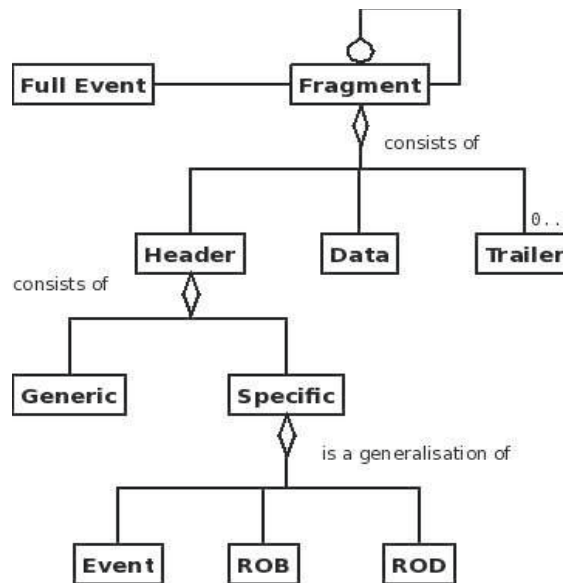 Full Event
Fragment
consists of
0..
Header
Data
Trailer
consists of
Generic
Specific
is a generalisation of
Event
ROB
ROD